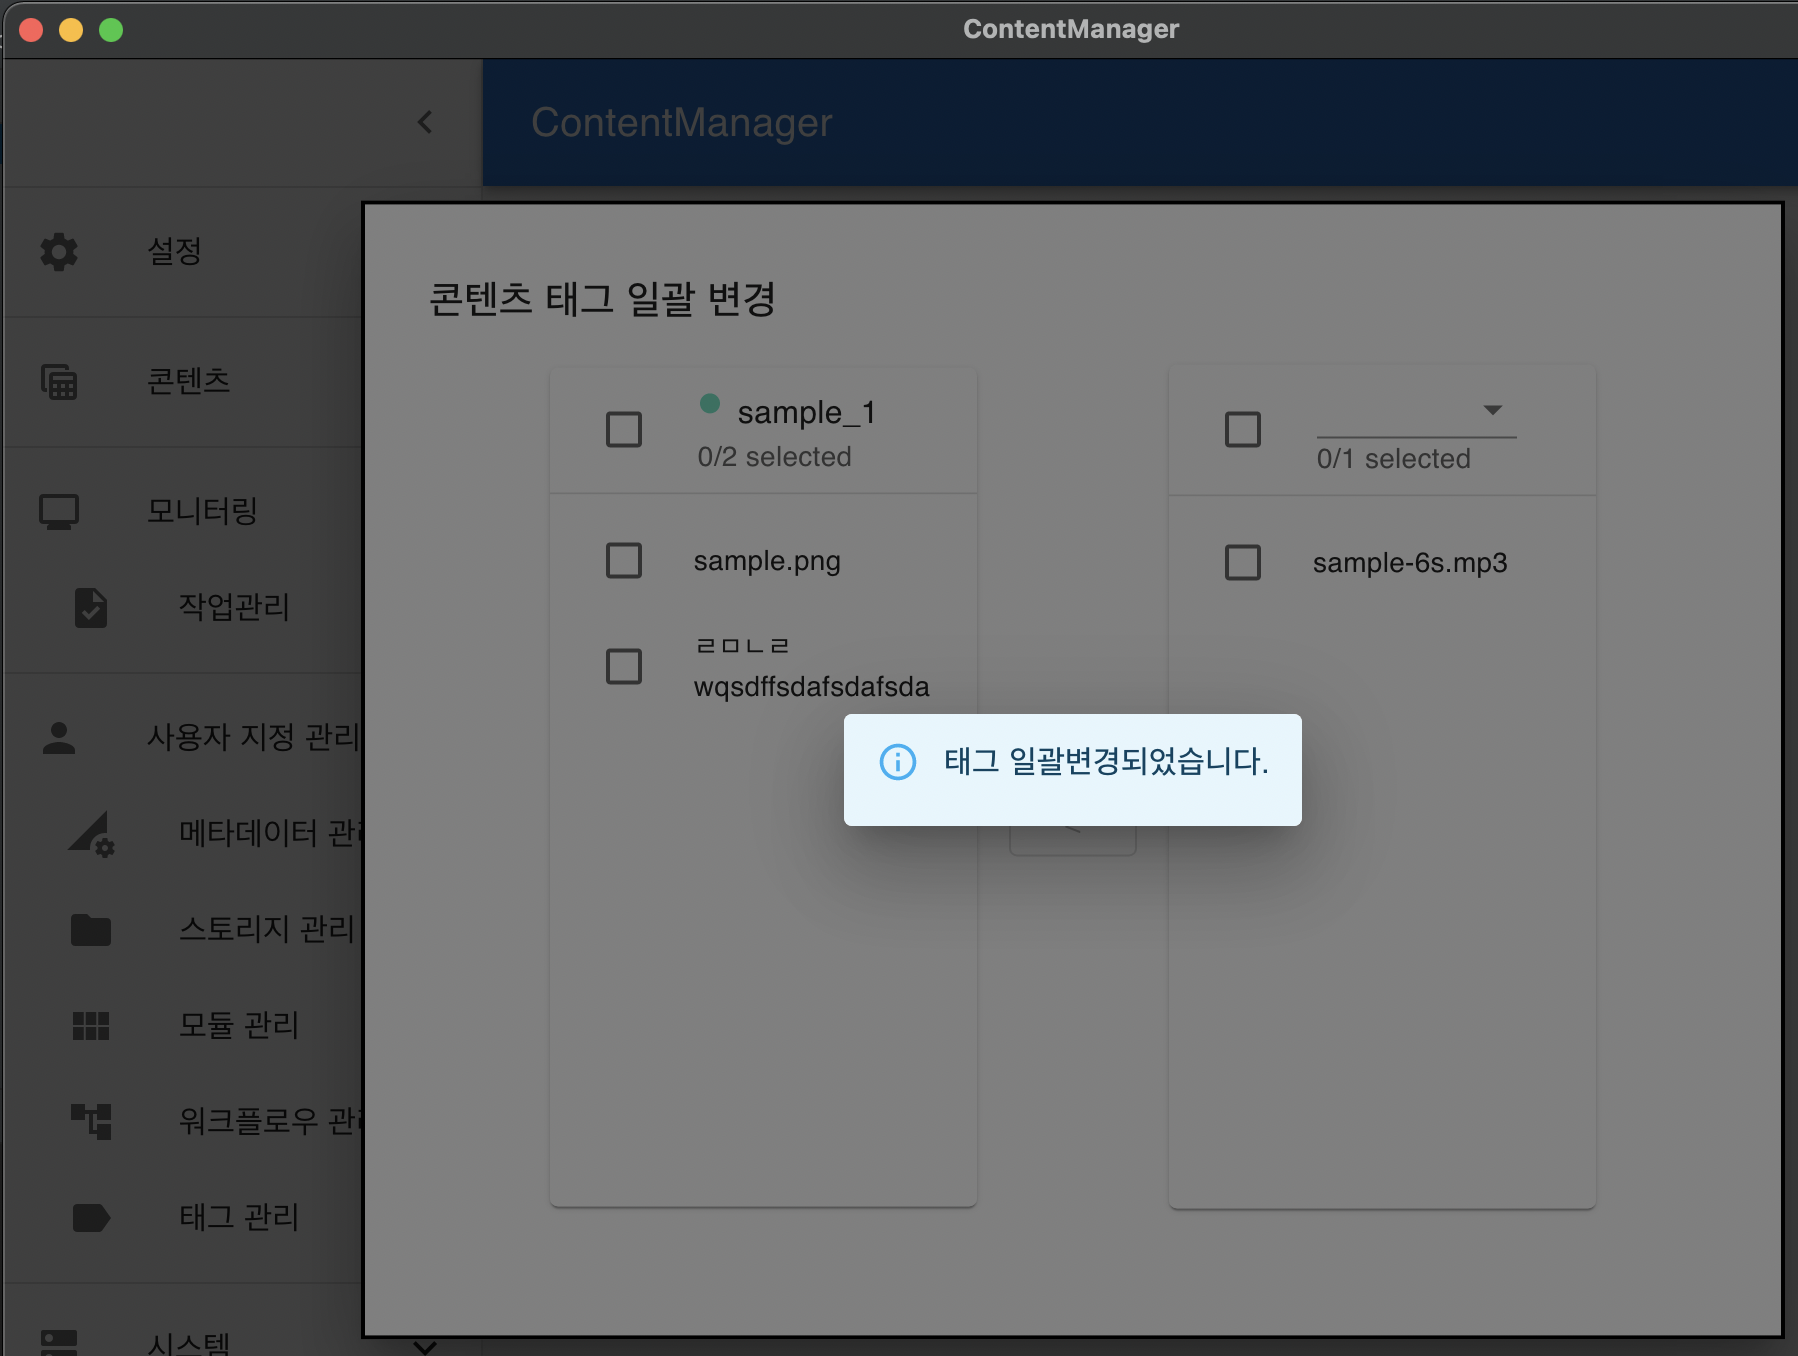 ContentManager
ContentManager
설정
콘텐츠
모니터링
작업관리
사용자 지정 관리
메타데이터
스토리지 관리
모듈 관리
워크플로우
태그 관리
시스템
콘텐츠 태그 일괄 변경
sample_1
0/2 selected
sample.png
ㄹㅁㄴㄹ
wqsdffsdafsdafsda
0/1 selected
sample-6s.mp3
태그 일괄변경되었습니다.